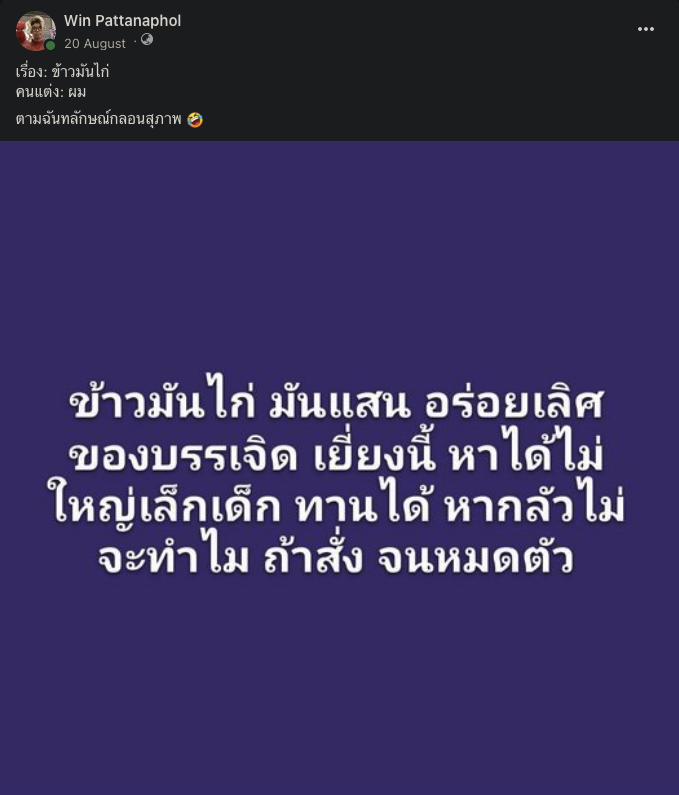 Win Pattanaphol
20 August ·
เรื่อง: ข้าวมันไก่
คนแต่ง: ผม
ตามฉันทลักษณ์กลอนสุภาพ 🤣
ข้าวมันไก่ มันแสน อร่อยเลิศ
ของบรรเจิด เยี่ยงนี้ หาได้ไม่
ใหญ่เล็กเด็ก ทานได้ หากลัวไม่
จะทำไม ถ้าสั่ง จนหมดตัว